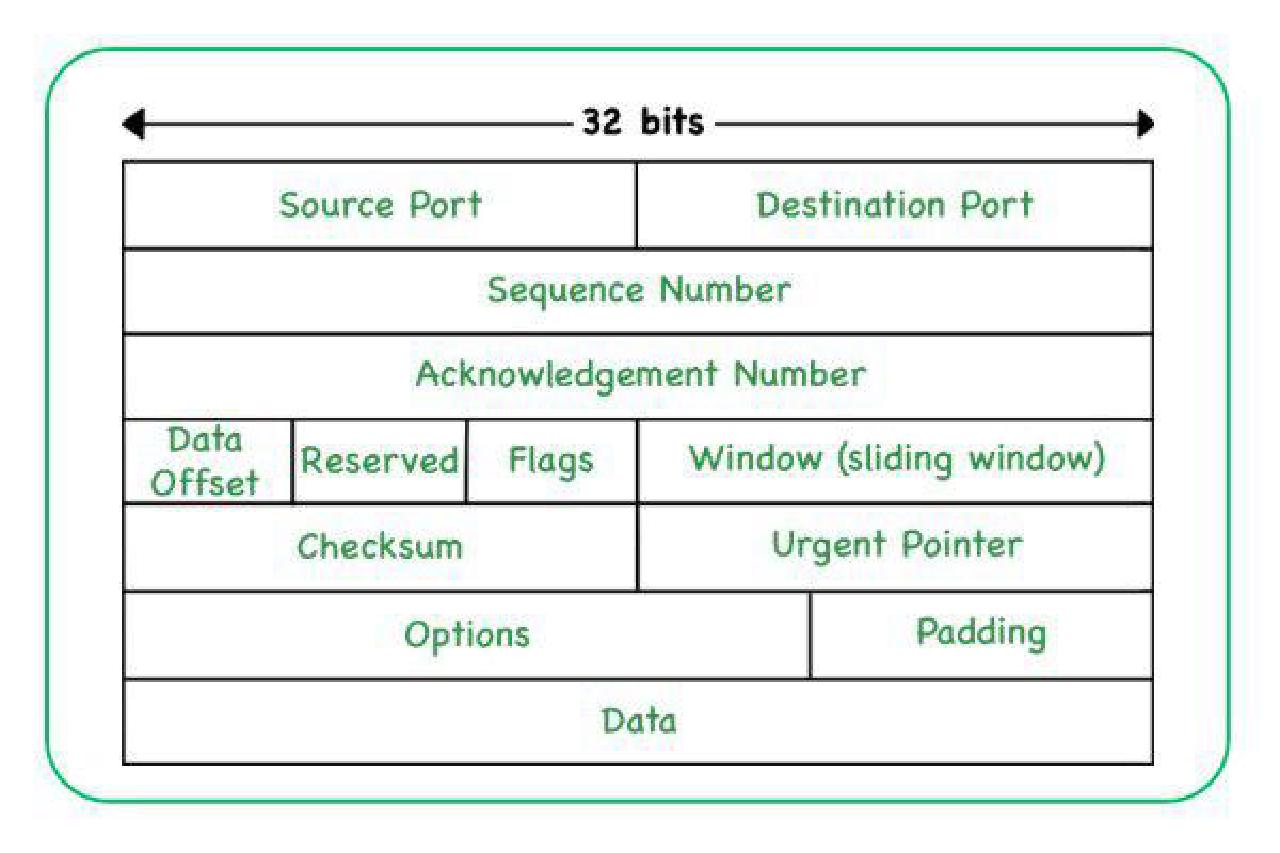 32 bits
Source Port Destination Port
Sequence Number
Acknowledgement Number
Data Offset Reserved Flags Window (sliding window)
Checksum Urgent Pointer
Options Padding
Data